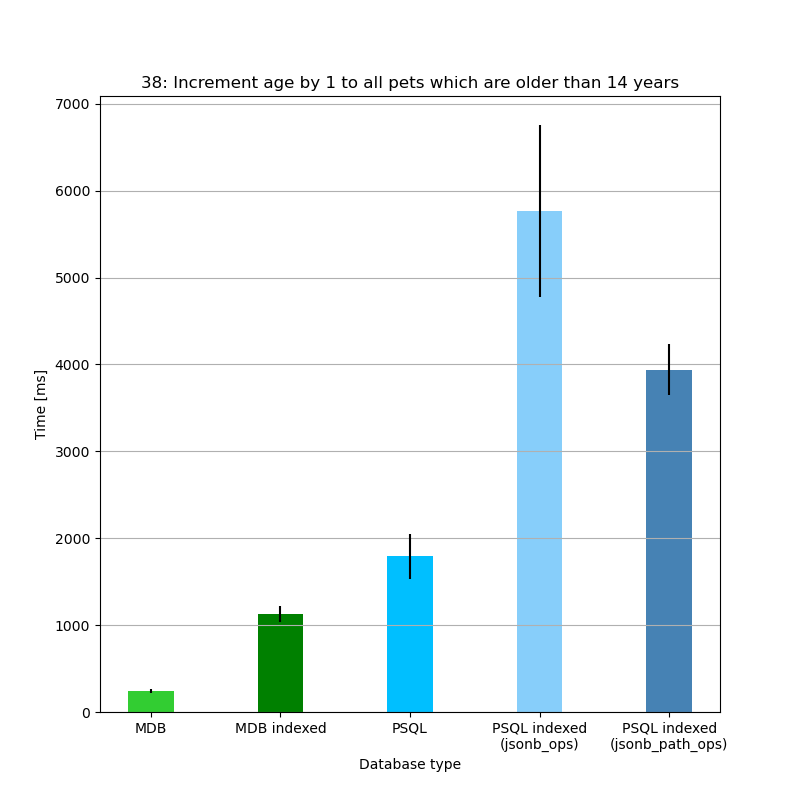 38: Increment age by 1 to all pets which are older than 14 years
7000
6000
5000
4000
3000
2000
1000
0
Time [ms]
MDB
MDB indexed
PSQL
PSQL indexed
(jsonb_ops)
PSQL indexed
(jsonb_path_ops)
Database type